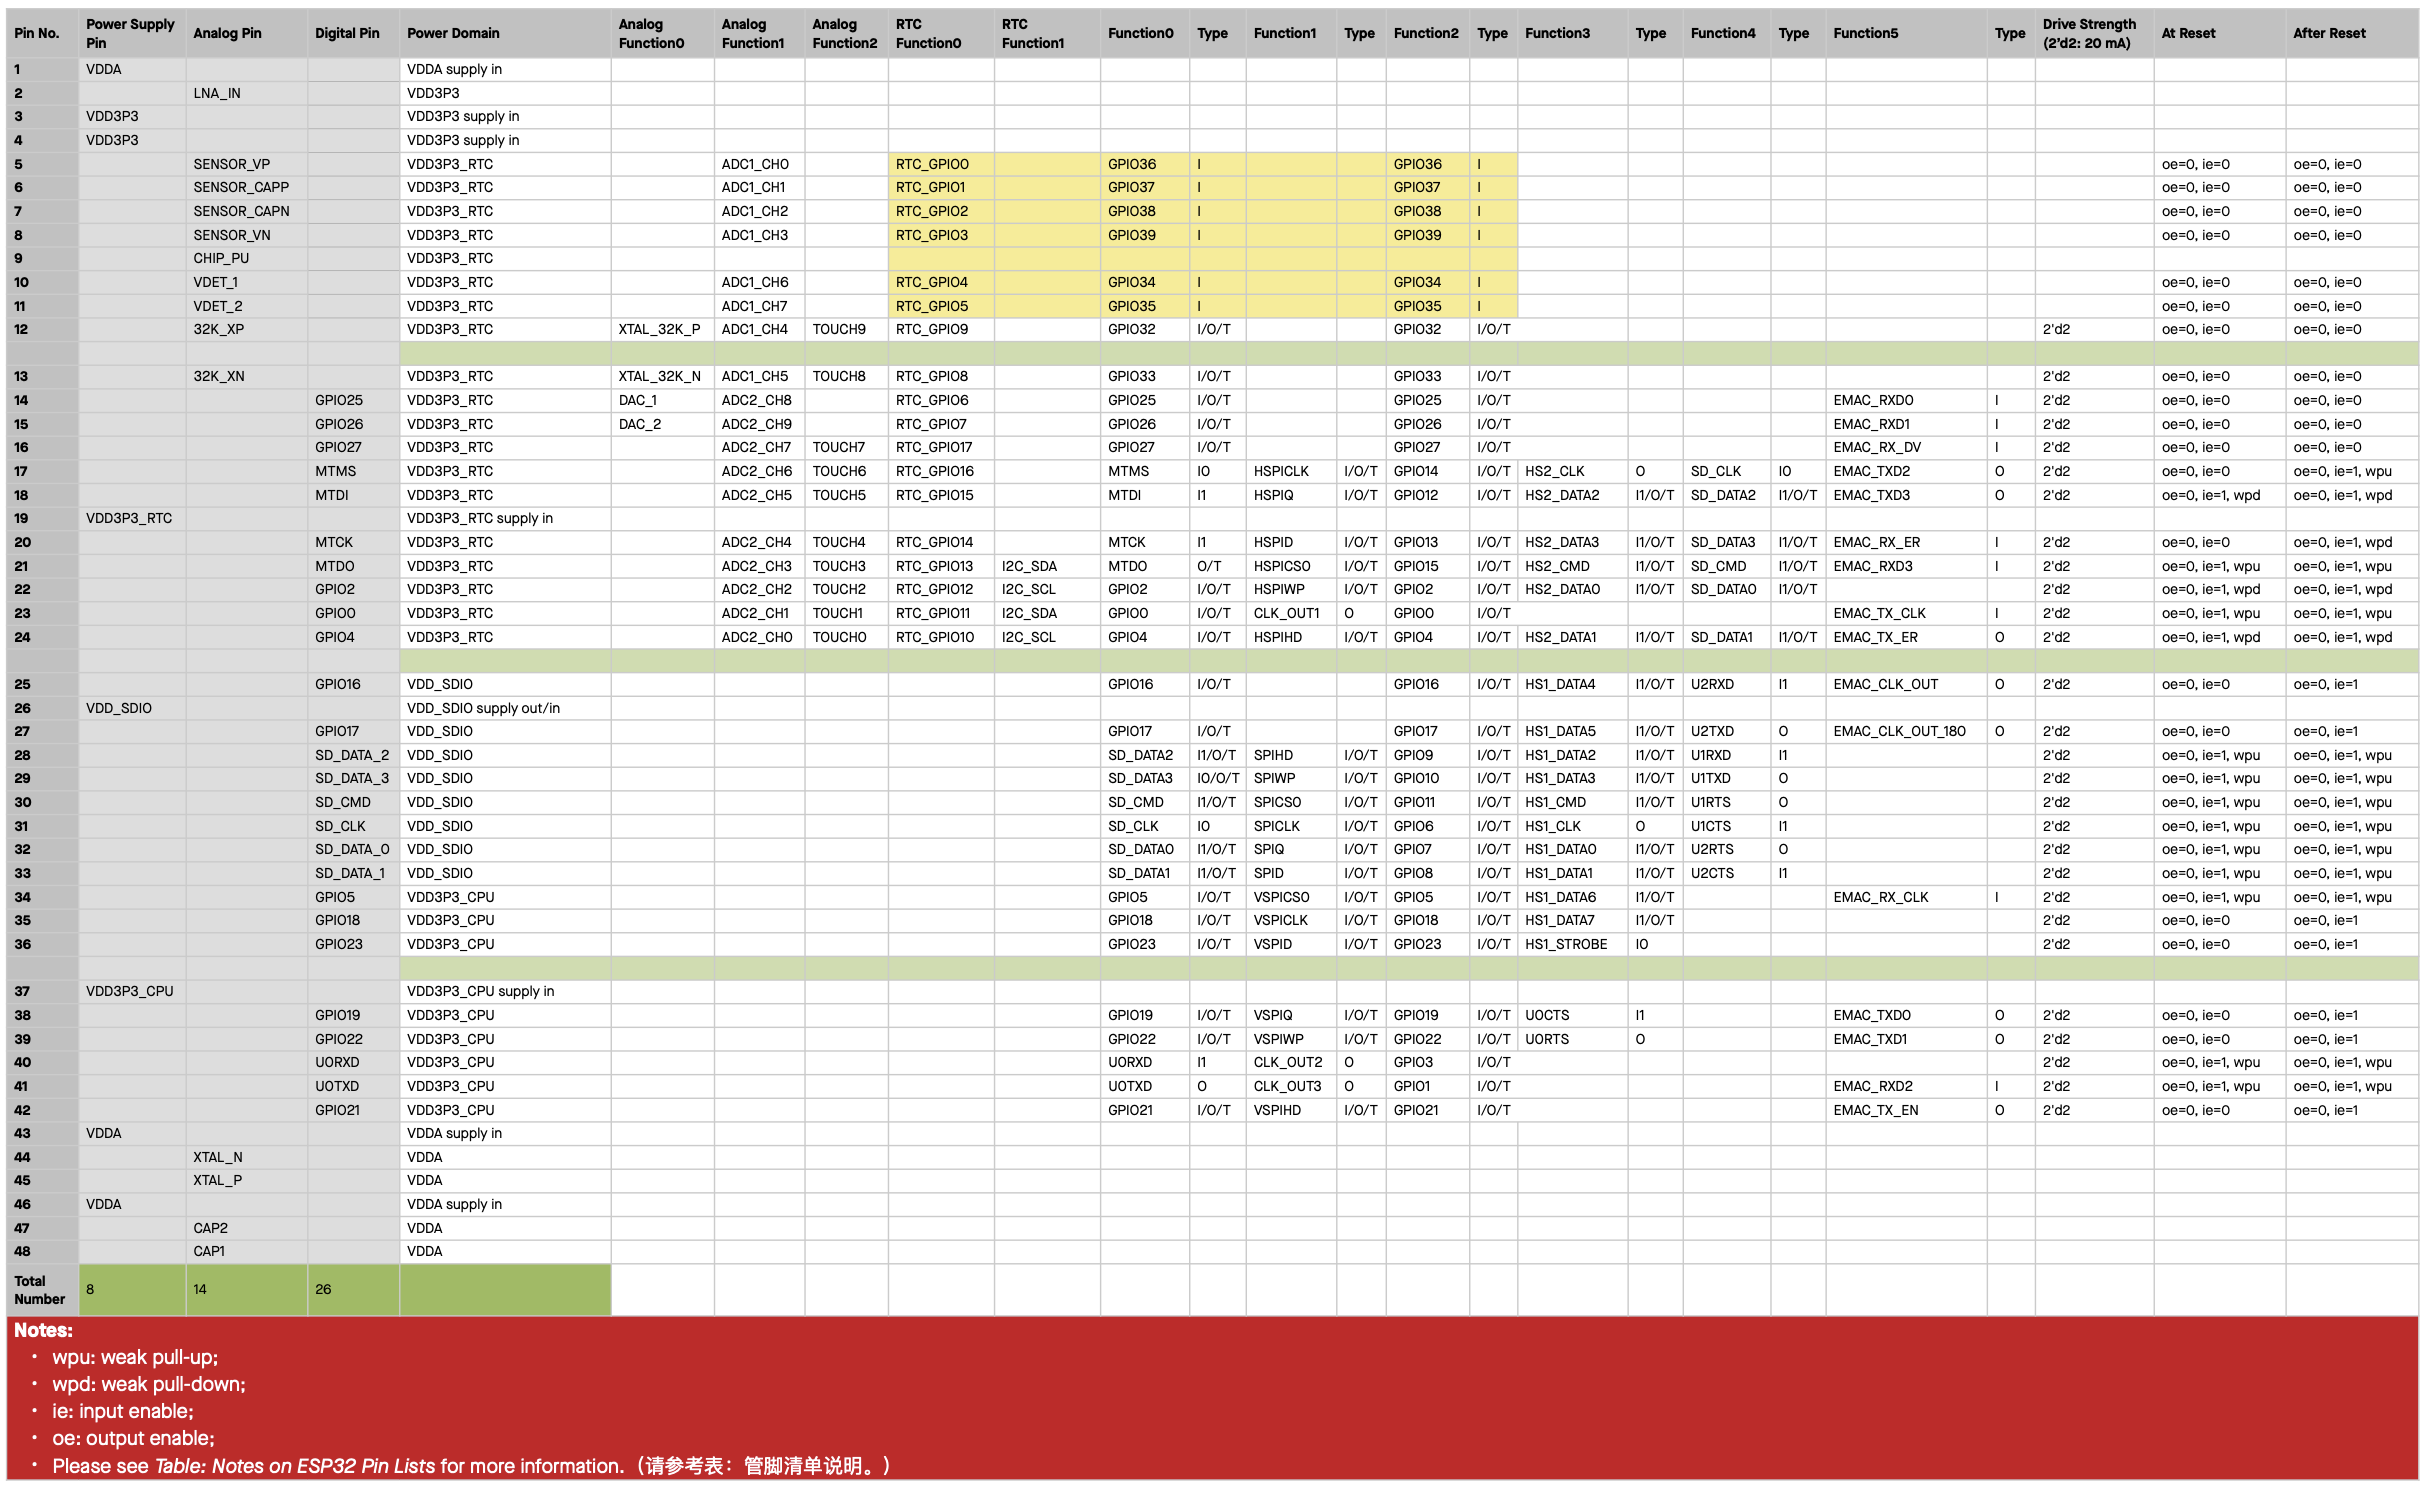 Pin No. Power Supply Pin Analog Pin Digital Pin Power Domain Analog Function0 Analog Function1 Analog Function2 RTC Function0 RTC Function1 Function0 Type Function1 Type Function2 Type Function3 Type Function4 Type Function5 Type Drive Strength (2'd2: 20 mA) At Reset After Reset
1 VDDA VDDA supply in
2 LNA_IN VDD3P3
3 VDD3P3 VDD3P3 supply in
4 VDD3P3 VDD3P3 supply in
5 SENSOR_VP VDD3P3_RTC ADC1_CH0 RTC_GPIO0 GPIO36 I GPIO36 I oe=0, ie=0 oe=0, ie=0
6 SENSOR_CAPP VDD3P3_RTC ADC1_CH1 RTC_GPIO1 GPIO37 I GPIO37 I oe=0, ie=0 oe=0, ie=0
7 SENSOR_CAPN VDD3P3_RTC ADC1_CH2 RTC_GPIO2 GPIO38 I GPIO38 I oe=0, ie=0 oe=0, ie=0
8 SENSOR_VN VDD3P3_RTC ADC1_CH3 RTC_GPIO3 GPIO39 I GPIO39 I oe=0, ie=0 oe=0, ie=0
9 CHIP_PU VDD3P3_RTC
10 VDET_1 VDD3P3_RTC ADC1_CH6 RTC_GPIO4 GPIO34 I GPIO34 I oe=0, ie=0 oe=0, ie=0
11 VDET_2 VDD3P3_RTC ADC1_CH7 RTC_GPIO5 GPIO35 I GPIO35 I oe=0, ie=0 oe=0, ie=0
12 32K_XP VDD3P3_RTC XTAL_32K_P ADC1_CH4 TOUCH9 RTC_GPIO9 GPIO32 I/O/T GPIO32 I/O/T 2'd2 oe=0, ie=0 oe=0, ie=0
13 32K_XN VDD3P3_RTC XTAL_32K_N ADC1_CH5 TOUCH8 RTC_GPIO8 GPIO33 I/O/T GPIO33 I/O/T 2'd2 oe=0, ie=0 oe=0, ie=0
14 GPIO25 VDD3P3_RTC DAC_1 ADC2_CH8 RTC_GPIO6 GPIO25 I/O/T GPIO25 I/O/T EMAC_RXD0 I 2'd2 oe=0, ie=0 oe=0, ie=0
15 GPIO26 VDD3P3_RTC DAC_2 ADC2_CH9 RTC_GPIO7 GPIO26 I/O/T GPIO26 I/O/T EMAC_RXD1 I 2'd2 oe=0, ie=0 oe=0, ie=0
16 GPIO27 VDD3P3_RTC ADC2_CH7 TOUCH7 RTC_GPIO17 GPIO27 I/O/T GPIO27 I/O/T EMAC_RX_DV I 2'd2 oe=0, ie=0 oe=0, ie=0
17 MTMS VDD3P3_RTC ADC2_CH6 TOUCH6 RTC_GPIO16 MTMS I0 HSPICLK I/O/T GPIO14 I/O/T HS2_CLK O SD_CLK I0 EMAC_TXD2 O 2'd2 oe=0, ie=0 oe=0, ie=1, wpu
18 MTDI VDD3P3_RTC ADC2_CH5 TOUCH5 RTC_GPIO15 MTDI I1 HSPIQ I/O/T GPIO12 I/O/T HS2_DATA2 I1/O/T SD_DATA2 I1/O/T EMAC_TXD3 O 2'd2 oe=0, ie=1, wpd oe=0, ie=1, wpd
19 VDD3P3_RTC VDD3P3_RTC supply in
20 MTCK VDD3P3_RTC ADC2_CH4 TOUCH4 RTC_GPIO14 MTCK I1 HSPID I/O/T GPIO13 I/O/T HS2_DATA3 I1/O/T SD_DATA3 I1/O/T EMAC_RX_ER I 2'd2 oe=0, ie=0 oe=0, ie=1, wpd
21 MTDO VDD3P3_RTC ADC2_CH3 TOUCH3 RTC_GPIO13 I2C_SDA MTDO O/T HSPICS0 I/O/T GPIO15 I/O/T HS2_CMD I1/O/T SD_CMD I1/O/T EMAC_RXD3 I 2'd2 oe=0, ie=1, wpu oe=0, ie=1, wpu
22 GPIO2 VDD3P3_RTC ADC2_CH2 TOUCH2 RTC_GPIO12 I2C_SCL GPIO2 I/O/T HSPIWP I/O/T GPIO2 I/O/T HS2_DATA0 I1/O/T SD_DATA0 I1/O/T 2'd2 oe=0, ie=1, wpd oe=0, ie=1, wpd
23 GPIO0 VDD3P3_RTC ADC2_CH1 TOUCH1 RTC_GPIO11 I2C_SDA GPIO0 I/O/T CLK_OUT1 O GPIO0 I/O/T EMAC_TX_CLK I 2'd2 oe=0, ie=1, wpu oe=0, ie=1, wpu
24 GPIO4 VDD3P3_RTC ADC2_CH0 TOUCH0 RTC_GPIO10 I2C_SCL GPIO4 I/O/T HSPIHD I/O/T GPIO4 I/O/T HS2_DATA1 I1/O/T SD_DATA1 I1/O/T EMAC_TX_ER O 2'd2 oe=0, ie=1, wpd oe=0, ie=1, wpd
25 GPIO16 VDD_SDIO GPIO16 I/O/T GPIO16 I/O/T HS1_DATA4 I1/O/T U2RXD I1 EMAC_CLK_OUT O 2'd2 oe=0, ie=0 oe=0, ie=1
26 VDD_SDIO VDD_SDIO supply out/in
27 GPIO17 VDD_SDIO GPIO17 I/O/T GPIO17 I/O/T HS1_DATA5 I1/O/T U2TXD O EMAC_CLK_OUT_180 O 2'd2 oe=0, ie=0 oe=0, ie=1
28 SD_DATA_2 VDD_SDIO SD_DATA2 I1/O/T SPIHD I/O/T GPIO9 I/O/T HS1_DATA2 I1/O/T U1RXD I1 2'd2 oe=0, ie=1, wpu oe=0, ie=1, wpu
29 SD_DATA_3 VDD_SDIO SD_DATA3 I0/O/T SPIWP I/O/T GPIO10 I/O/T HS1_DATA3 I1/O/T U1TXD O 2'd2 oe=0, ie=1, wpu oe=0, ie=1, wpu
30 SD_CMD VDD_SDIO SD_CMD I1/O/T SPICS0 I/O/T GPIO11 I/O/T HS1_CMD I1/O/T U1RTS O 2'd2 oe=0, ie=1, wpu oe=0, ie=1, wpu
31 SD_CLK VDD_SDIO SD_CLK I0 SPICLK I/O/T GPIO6 I/O/T HS1_CLK O U1CTS I1 2'd2 oe=0, ie=1, wpu oe=0, ie=1, wpu
32 SD_DATA_0 VDD_SDIO SD_DATA0 I1/O/T SPIQ I/O/T GPIO7 I/O/T HS1_DATA0 I1/O/T U2RTS O 2'd2 oe=0, ie=1, wpu oe=0, ie=1, wpu
33 SD_DATA_1 VDD_SDIO SD_DATA1 I1/O/T SPID I/O/T GPIO8 I/O/T HS1_DATA1 I1/O/T U2CTS I1 2'd2 oe=0, ie=1, wpu oe=0, ie=1, wpu
34 GPIO5 VDD3P3_CPU GPIO5 I/O/T VSPICS0 I/O/T GPIO5 I/O/T HS1_DATA6 I1/O/T EMAC_RX_CLK I 2'd2 oe=0, ie=1, wpu oe=0, ie=1, wpu
35 GPIO18 VDD3P3_CPU GPIO18 I/O/T VSPICLK I/O/T GPIO18 I/O/T HS1_DATA7 I1/O/T 2'd2 oe=0, ie=0 oe=0, ie=1
36 GPIO23 VDD3P3_CPU GPIO23 I/O/T VSPID I/O/T GPIO23 I/O/T HS1_STROBE I0 2'd2 oe=0, ie=0 oe=0, ie=1
37 VDD3P3_CPU VDD3P3_CPU supply in
38 GPIO19 VDD3P3_CPU GPIO19 I/O/T VSPIQ I/O/T GPIO19 I/O/T U0CTS I1 EMAC_TXD0 O 2'd2 oe=0, ie=0 oe=0, ie=1
39 GPIO22 VDD3P3_CPU GPIO22 I/O/T VSPIWP I/O/T GPIO22 I/O/T U0RTS O EMAC_TXD1 O 2'd2 oe=0, ie=0 oe=0, ie=1
40 U0RXD VDD3P3_CPU U0RXD I1 CLK_OUT2 O GPIO3 I/O/T 2'd2 oe=0, ie=1, wpu oe=0, ie=1, wpu
41 U0TXD VDD3P3_CPU U0TXD O CLK_OUT3 O GPIO1 I/O/T EMAC_RXD2 I 2'd2 oe=0, ie=1, wpu oe=0, ie=1, wpu
42 GPIO21 VDD3P3_CPU GPIO21 I/O/T VSPIHD I/O/T GPIO21 I/O/T EMAC_TX_EN O 2'd2 oe=0, ie=0 oe=0, ie=1
43 VDDA VDDA supply in
44 XTAL_N VDDA
45 XTAL_P VDDA
46 VDDA VDDA supply in
47 CAP2 VDDA
48 CAP1 VDDA
Total Number 8 14 26
Notes:
• wpu: weak pull-up;
• wpd: weak pull-down;
• ie: input enable;
• oe: output enable;
• Please see Table: Notes on ESP32 Pin Lists for more information.（请参考表：管脚清单说明。）